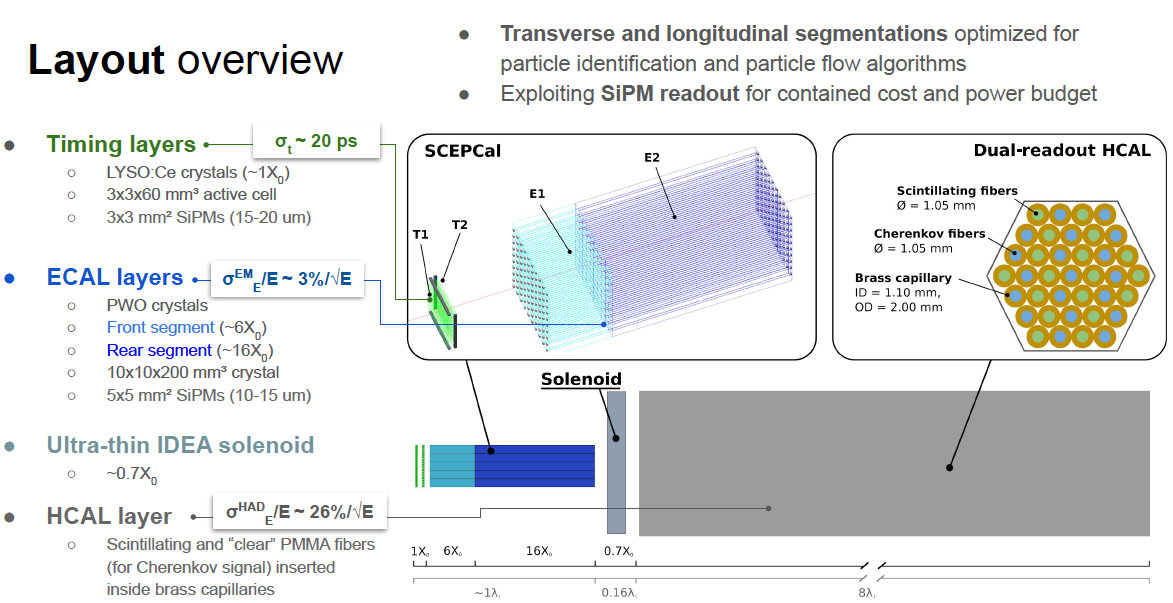 Layout overview
● Transverse and longitudinal segmentations optimized for
particle identification and particle flow algorithms
● Exploiting SiPM readout for contained cost and power budget
● Timing layers
σt ~ 20 ps
○ LYSO:Ce crystals (~1X0)
○ 3x3x60 mm³ active cell
○ 3x3 mm² SiPMs (15-20 um)
● ECAL layers
σEME/E ~ 3%/√E
○ PWO crystals
○ Front segment (~6X0)
○ Rear segment (~16X0)
○ 10x10x200 mm³ crystal
○ 5x5 mm² SiPMs (10-15 um)
● Ultra-thin IDEA solenoid
○ ~0.7X0
● HCAL layer
σHADE/E ~ 26%/√E
○ Scintillating and “clear” PMMA fibers
(for Cherenkov signal) inserted
inside brass capillaries
SCEPCal
T1
T2
E1
E2
Dual-readout HCAL
Scintillating fibers
Ø = 1.05 mm
Cherenkov fibers
Ø = 1.05 mm
Brass capillary
ID = 1.10 mm,
OD = 2.00 mm
Solenoid
1X0 6X0 16X0 0.7X0
~1λI 0.16λI 8λI